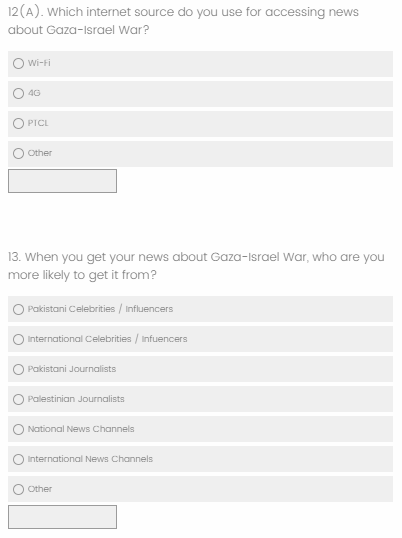 12(A). Which internet source do you use for accessing news
about Gaza-Israel War?
Wi-Fi
4G
PTCL
Other
13. When you get your news about Gaza-Israel War, who are you
more likely to get it from?
Pakistani Celebrities / Influencers
International Celebrities / Infuencers
Pakistani Journalists
Palestinian Journalists
National News Channels
International News Channels
Other